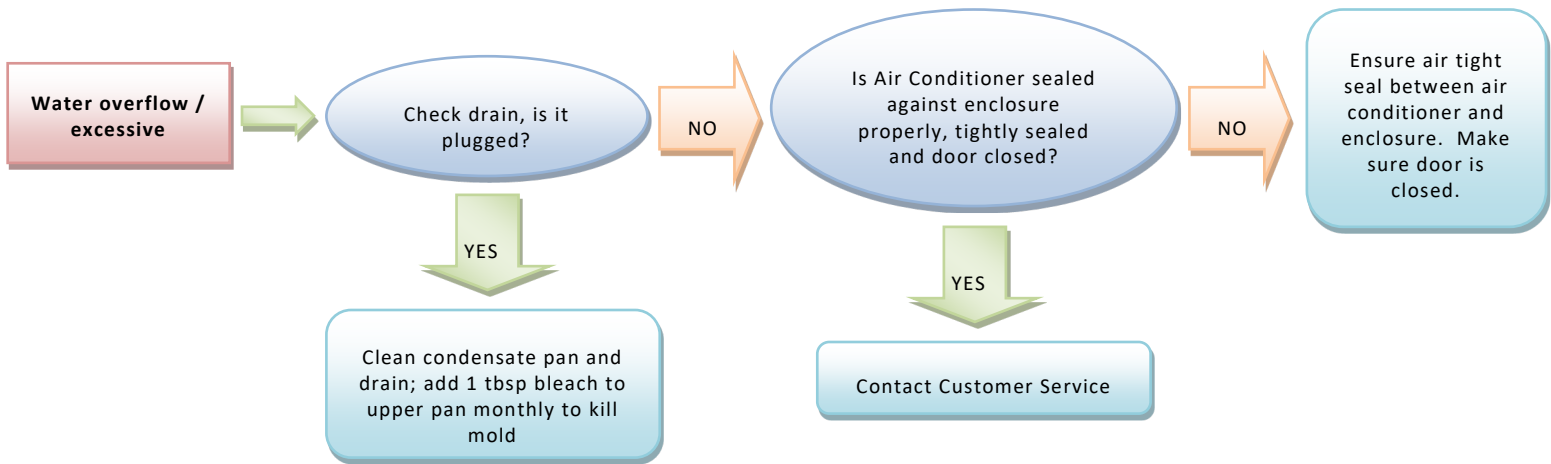 Water overflow /
excessive
Check drain, is it
plugged?
NO
Is Air Conditioner sealed
against enclosure
properly, tightly sealed
and door closed?
NO
Ensure air tight
seal between air
conditioner and
enclosure. Make
sure door is
closed.
YES
YES
Clean condensate pan and
drain; add 1 tbsp bleach to
upper pan monthly to kill
mold
Contact Customer Service